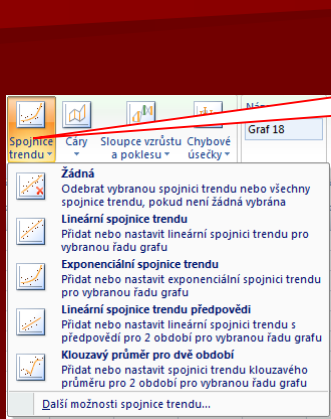 Spojnice trendu
Čáry
Sloupce vzrůstu a poklesu
Chybové úsečky
Graf 18
Žádná
Odebrat vybranou spojnici trendu nebo všechny
spojnice trendu, pokud není žádná vybrána
Lineární spojnice trendu
Přidat nebo nastavit lineární spojnici trendu pro
vybranou řadu grafu
Exponenciální spojnice trendu
Přidat nebo nastavit exponenciální spojnici trendu
pro vybranou řadu grafu
Lineární spojnice trendu předpovědi
Přidat nebo nastavit lineární spojnici trendu s
předpovědí pro 2 období pro vybranou řadu grafu
Klouzavý průměr pro dvě období
Přidat nebo nastavit spojnici trendu klouzavého
průměru pro 2 období pro vybranou řadu grafu
Další možnosti spojnice trendu...